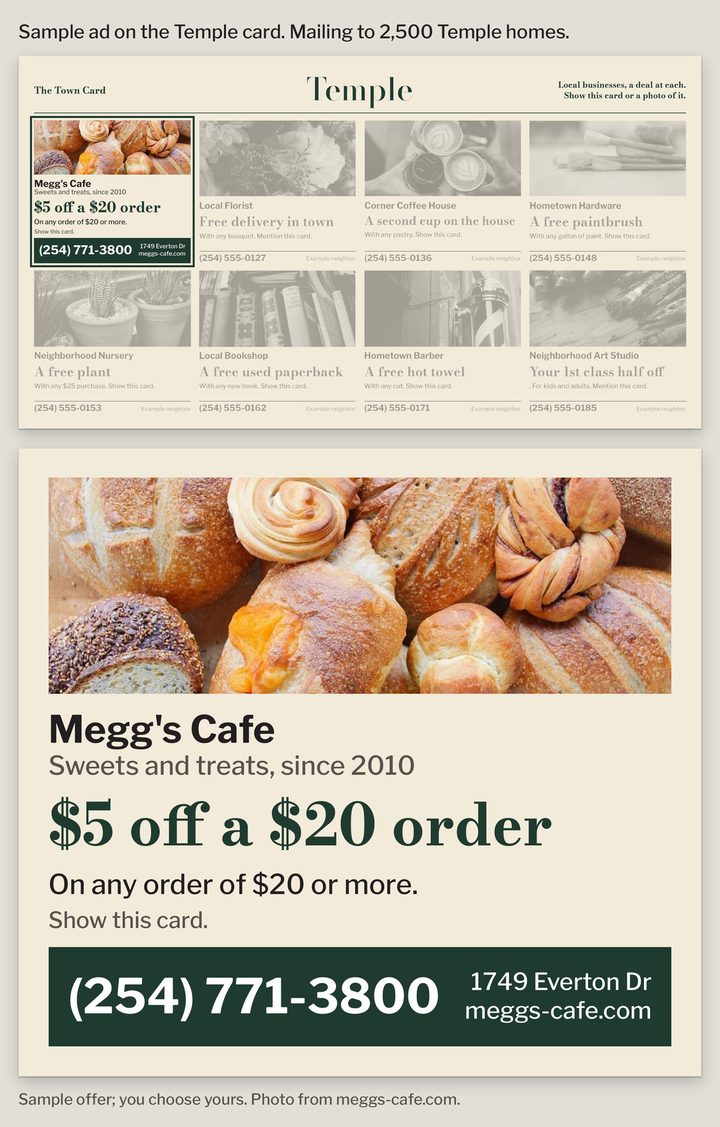 Sample ad on the Temple card. Mailing to 2,500 Temple homes.
The Town Card
Temple
Local businesses, a deal at each.
Show this card or a photo of it.
Megg's Cafe
Sweets and treats, since 2010
$5 off a $20 order
On any order of $20 or more.
Show this card.
(254) 771-3800
1749 Everton Dr
meggs-cafe.com
Local Florist
Free delivery in town
With any bouquet. Mention this card.
(254) 555-0127
Example neighbor
Corner Coffee House
A second cup on the house
With any pastry. Show this card.
(254) 555-0136
Example neighbor
Hometown Hardware
A free paintbrush
With any gallon of paint. Show this card.
(254) 555-0148
Example neighbor
Neighborhood Nursery
A free plant
With any $25 purchase. Show this card.
(254) 555-0153
Example neighbor
Local Bookshop
A free used paperback
With any new book. Show this card.
(254) 555-0162
Example neighbor
Hometown Barber
A free hot towel
With any cut. Show this card.
(254) 555-0171
Example neighbor
Neighborhood Art Studio
Your 1st class half off
For kids and adults. Mention this card.
(254) 555-0185
Example neighbor
Megg's Cafe
Sweets and treats, since 2010
$5 off a $20 order
On any order of $20 or more.
Show this card.
(254) 771-3800
1749 Everton Dr
meggs-cafe.com
Sample offer; you choose yours. Photo from meggs-cafe.com.